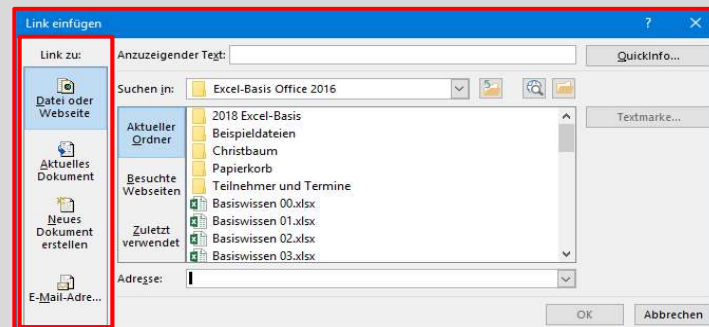 Link einfügen
?
Link zu:
Anzuzeigender Text:
QuickInfo...
Datei oder
Webseite
Aktuelles
Dokument
Neues
Dokument
erstellen
E-Mail-Adre...
Suchen in:
Excel-Basis Office 2016
Textmarke...
Aktueller
Ordner
Besuchte
Webseiten
Zuletzt
verwendet
2018 Excel-Basis
Beispieldateien
Christbaum
Papierkorb
Teilnehmer und Termine
Basiswissen 00.xlsx
Basiswissen 01.xlsx
Basiswissen 02.xlsx
Basiswissen 03.xlsx
Adresse:
OK
Abbrechen